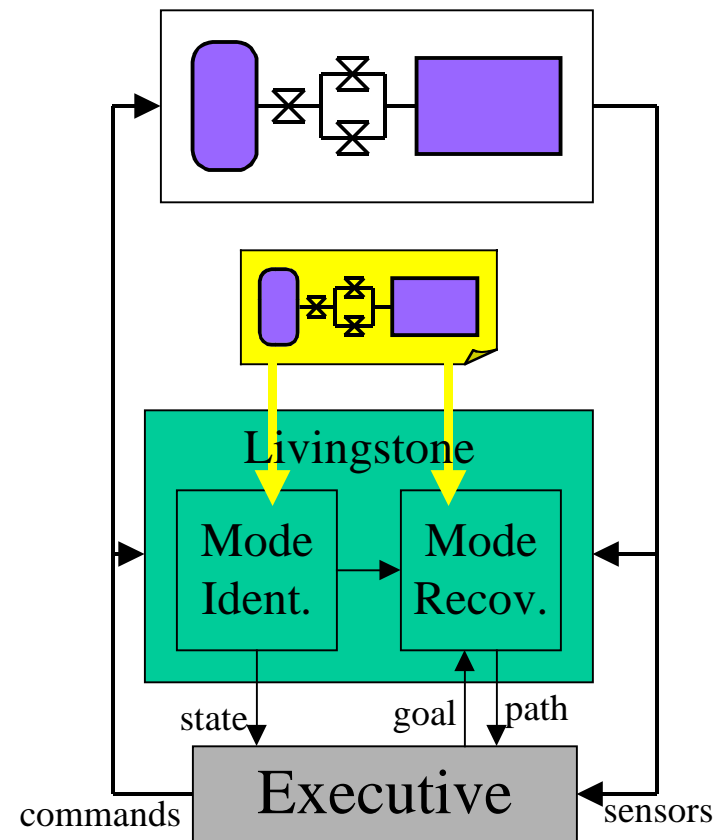 Livingstone
Mode
Ident.
Mode
Recov.
state
goal
path
Executive
commands
sensors